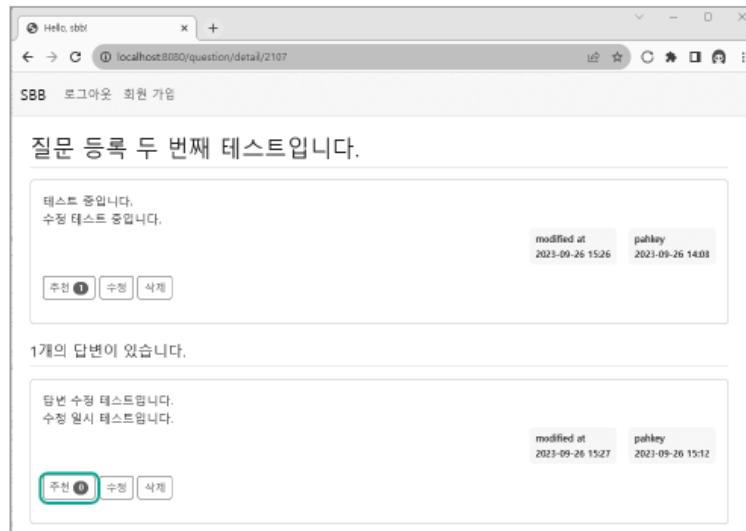 Hello, sbb!
localhost:8080/question/detail/2107
SBB 로그아웃 회원 가입
질문 등록 두 번째 테스트입니다.
테스트 중입니다.
수정 테스트 중입니다.
modified at pahkey
2023-09-26 15:26 2023-09-26 14:03
추천 1 수정 삭제
1개의 답변이 있습니다.
답변 수정 테스트입니다.
수정 일시 테스트입니다.
modified at pahkey
2023-09-26 15:27 2023-09-26 15:12
추천 0 수정 삭제